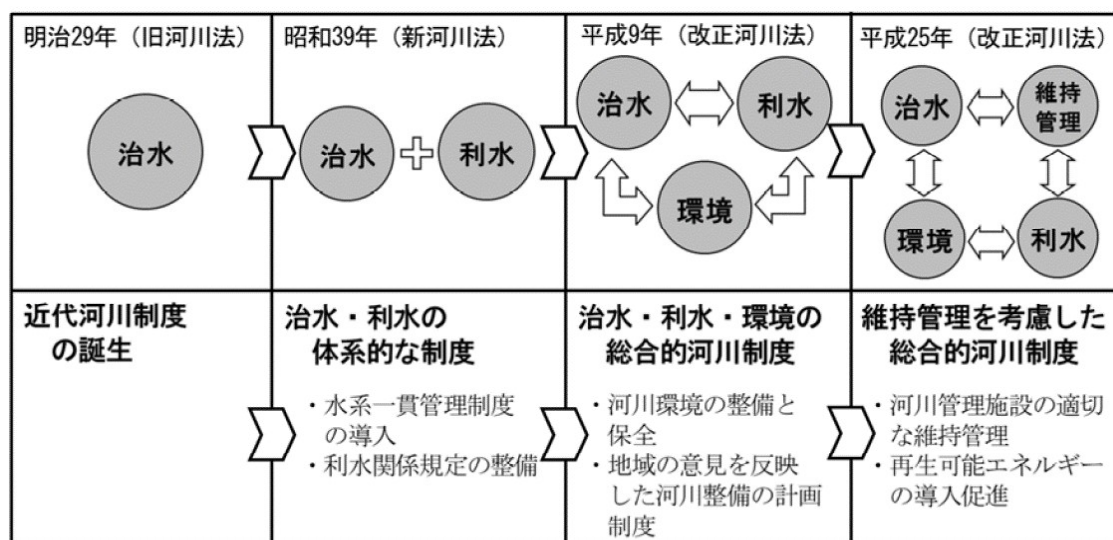 明治29年（旧河川法）
治水
昭和39年（新河川法）
治水
利水
平成9年（改正河川法）
治水
利水
環境
平成25年（改正河川法）
治水
維持
管理
環境
利水
近代河川制度
の誕生
治水・利水の
体系的な制度
・水系一貫管理制度
の導入
・利水関係規定の整備
治水・利水・環境の
総合的河川制度
・河川環境の整備と
保全
・地域の意見を反映
した河川整備の計画
制度
維持管理を考慮した
総合的河川制度
・河川管理施設の適切
な維持管理
・再生可能エネルギー
の導入促進